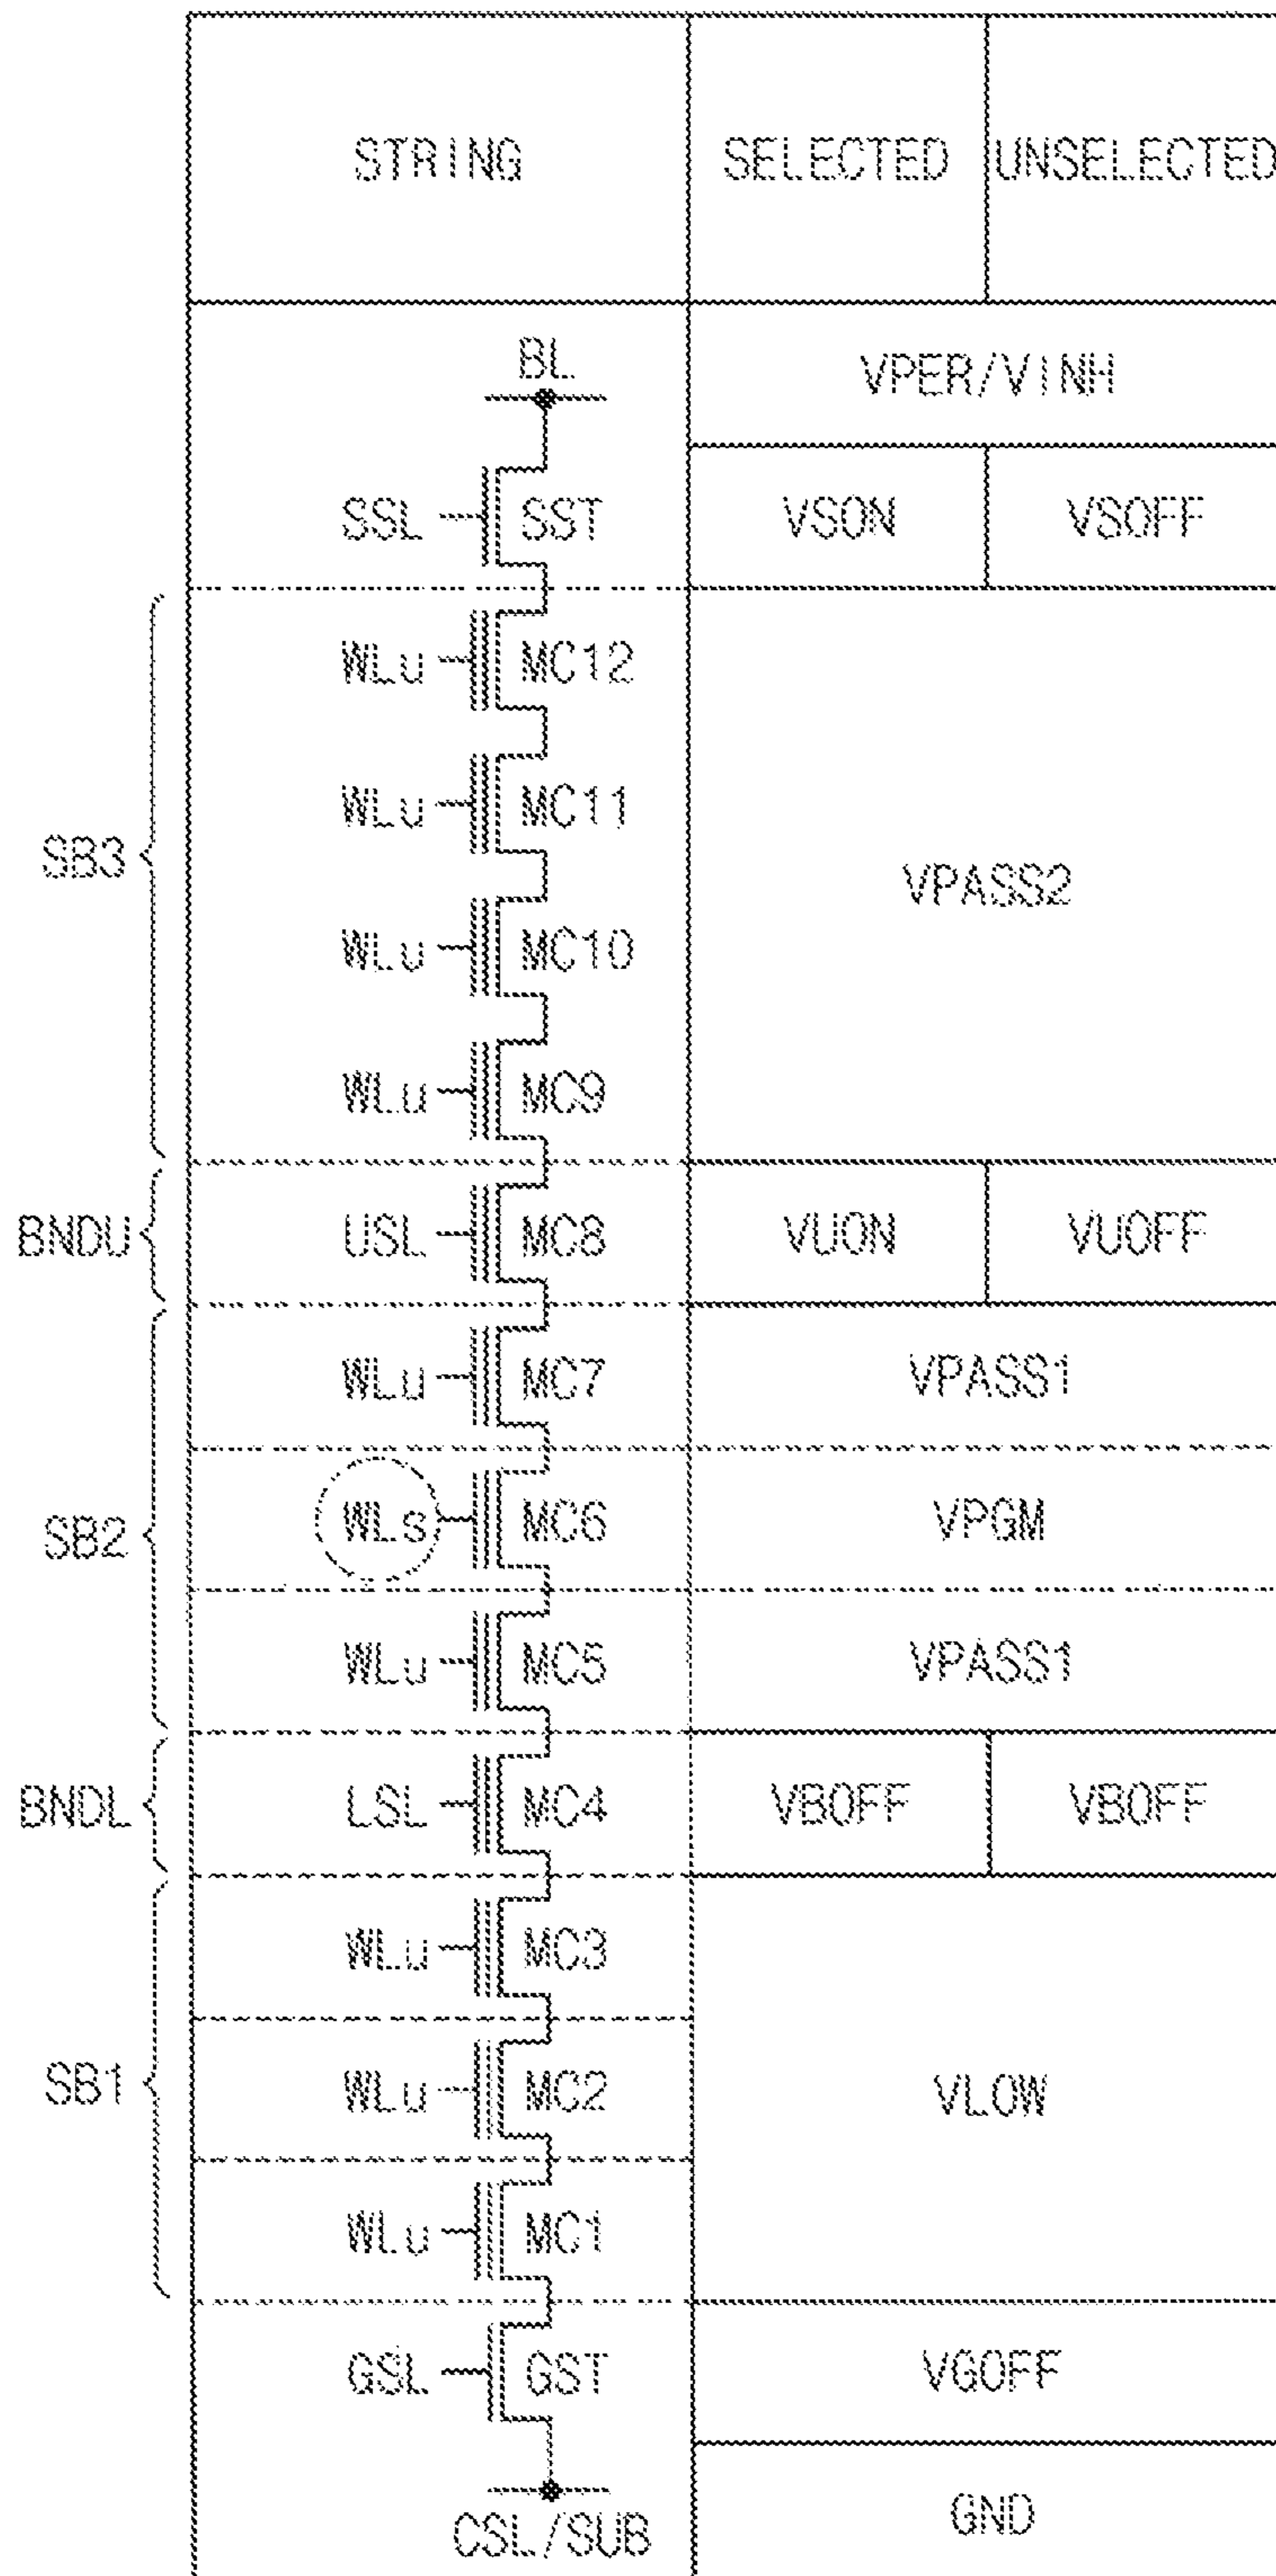 STRING SELECTED UNSELECTED
BL VPER/VINH
SSL SST VSON VSOFF
WLu MC12
WLu MC11
SB3 VPASS2
WLu MC10
WLu MC9
BNDU USL MC8 VUON VUOFF
WLu MC7 VPASS1
SB2 WLs MC6 VPGM
WLu MC5 VPASS1
BNDL LSL MC4 VBOFF VBOFF
WLu MC3
SB1 WLu MC2 VLOW
WLu MC1
GSL GST VGOFF
CSL/SUB GND